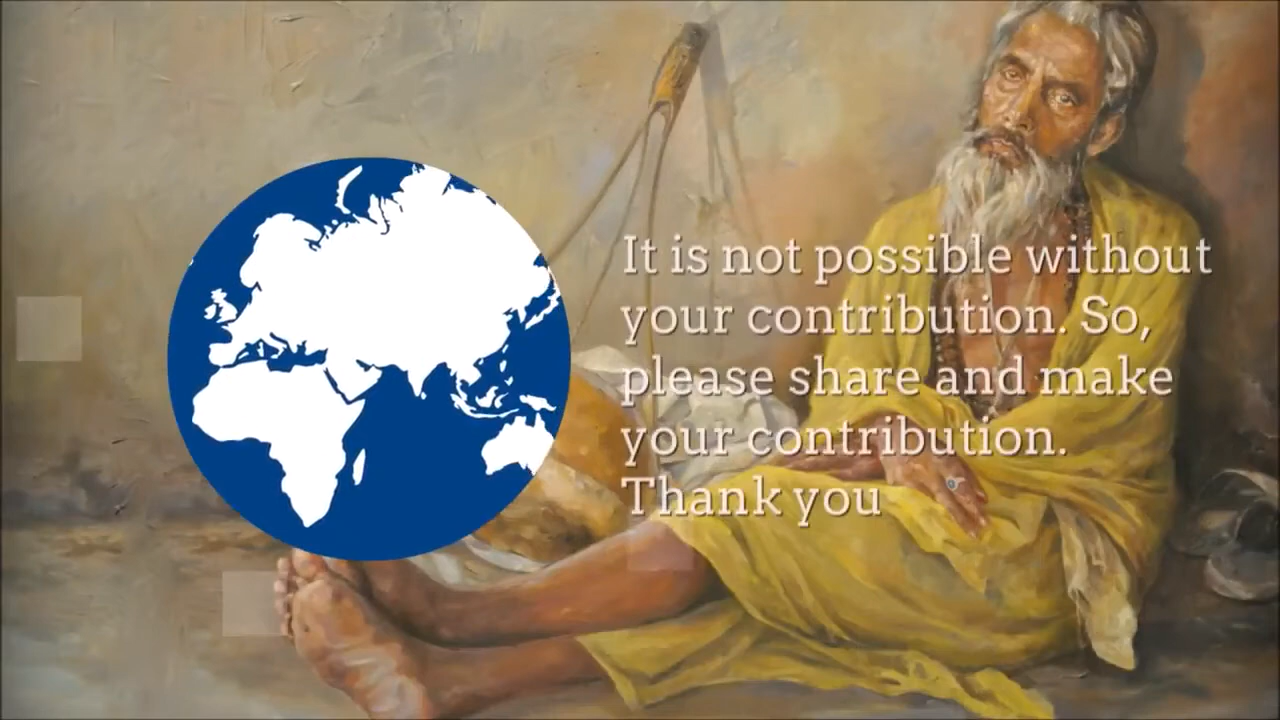 It is not possible without
your contribution. So,
please share and make
your contribution.
Thank you